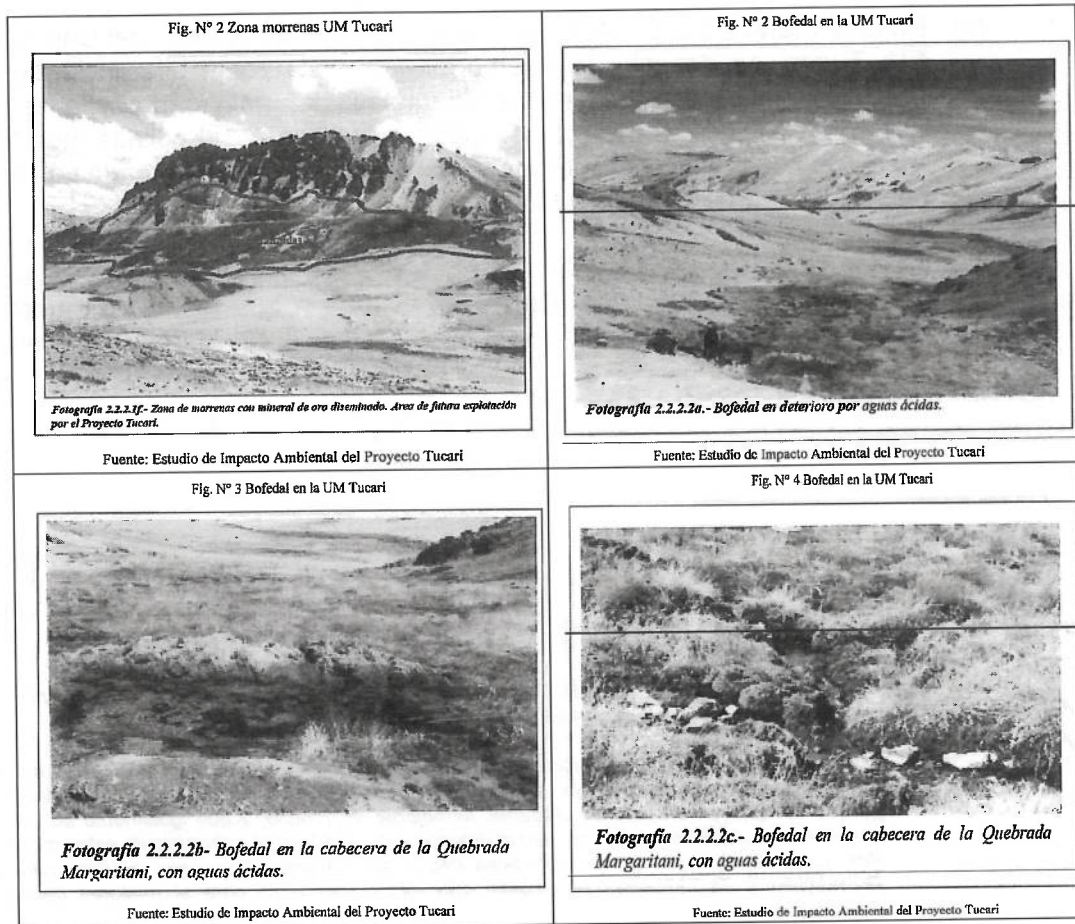 Fig. Nº 2 Zona morrenas UM Tucari
Fotografía 2.2.2.1f.- Zona de morrenas con mineral de oro diseminado. Area de futura explotación
por el Proyecto Tucari.
Fuente: Estudio de Impacto Ambiental del Proyecto Tucari
Fig. Nº 2 Bofedal en la UM Tucari
Fotografía 2.2.2.2a.- Bofedal en deterioro por aguas ácidas.
Fuente: Estudio de Impacto Ambiental del Proyecto Tucari
Fig. Nº 3 Bofedal en la UM Tucari
Fotografía 2.2.2.2b- Bofedal en la cabecera de la Quebrada
Margaritani, con aguas ácidas.
Fuente: Estudio de Impacto Ambiental del Proyecto Tucari
Fig. Nº 4 Bofedal en la UM Tucari
Fotografía 2.2.2.2c.- Bofedal en la cabecera de la Quebrada
Margaritani, con aguas ácidas.
Fuente: Estudio de Impacto Ambiental del Proyecto Tucari